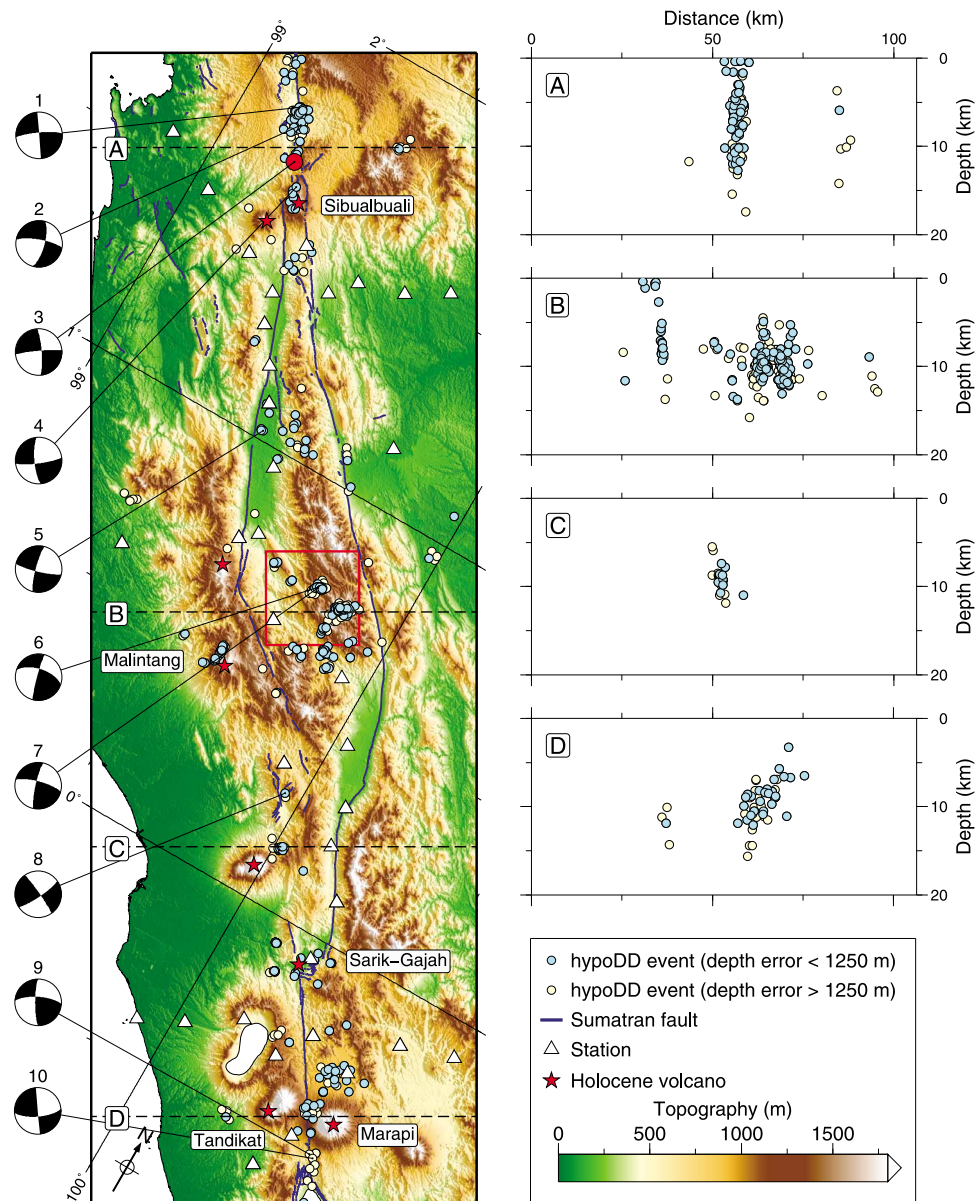 99°
2°
1
2
3
4
5
6
7
8
9
10
A
Sibualbuali
1°
99°
B
Malintang
0°
C
Sarik–Gajah
D
Tandikat
Marapi
N
100°
Distance (km)
0
50
100
A
0
10
20
Depth (km)
B
0
10
20
Depth (km)
C
0
10
20
Depth (km)
D
0
10
20
Depth (km)
hypoDD event (depth error < 1250 m)
hypoDD event (depth error > 1250 m)
Sumatran fault
Station
Holocene volcano
Topography (m)
0
500
1000
1500